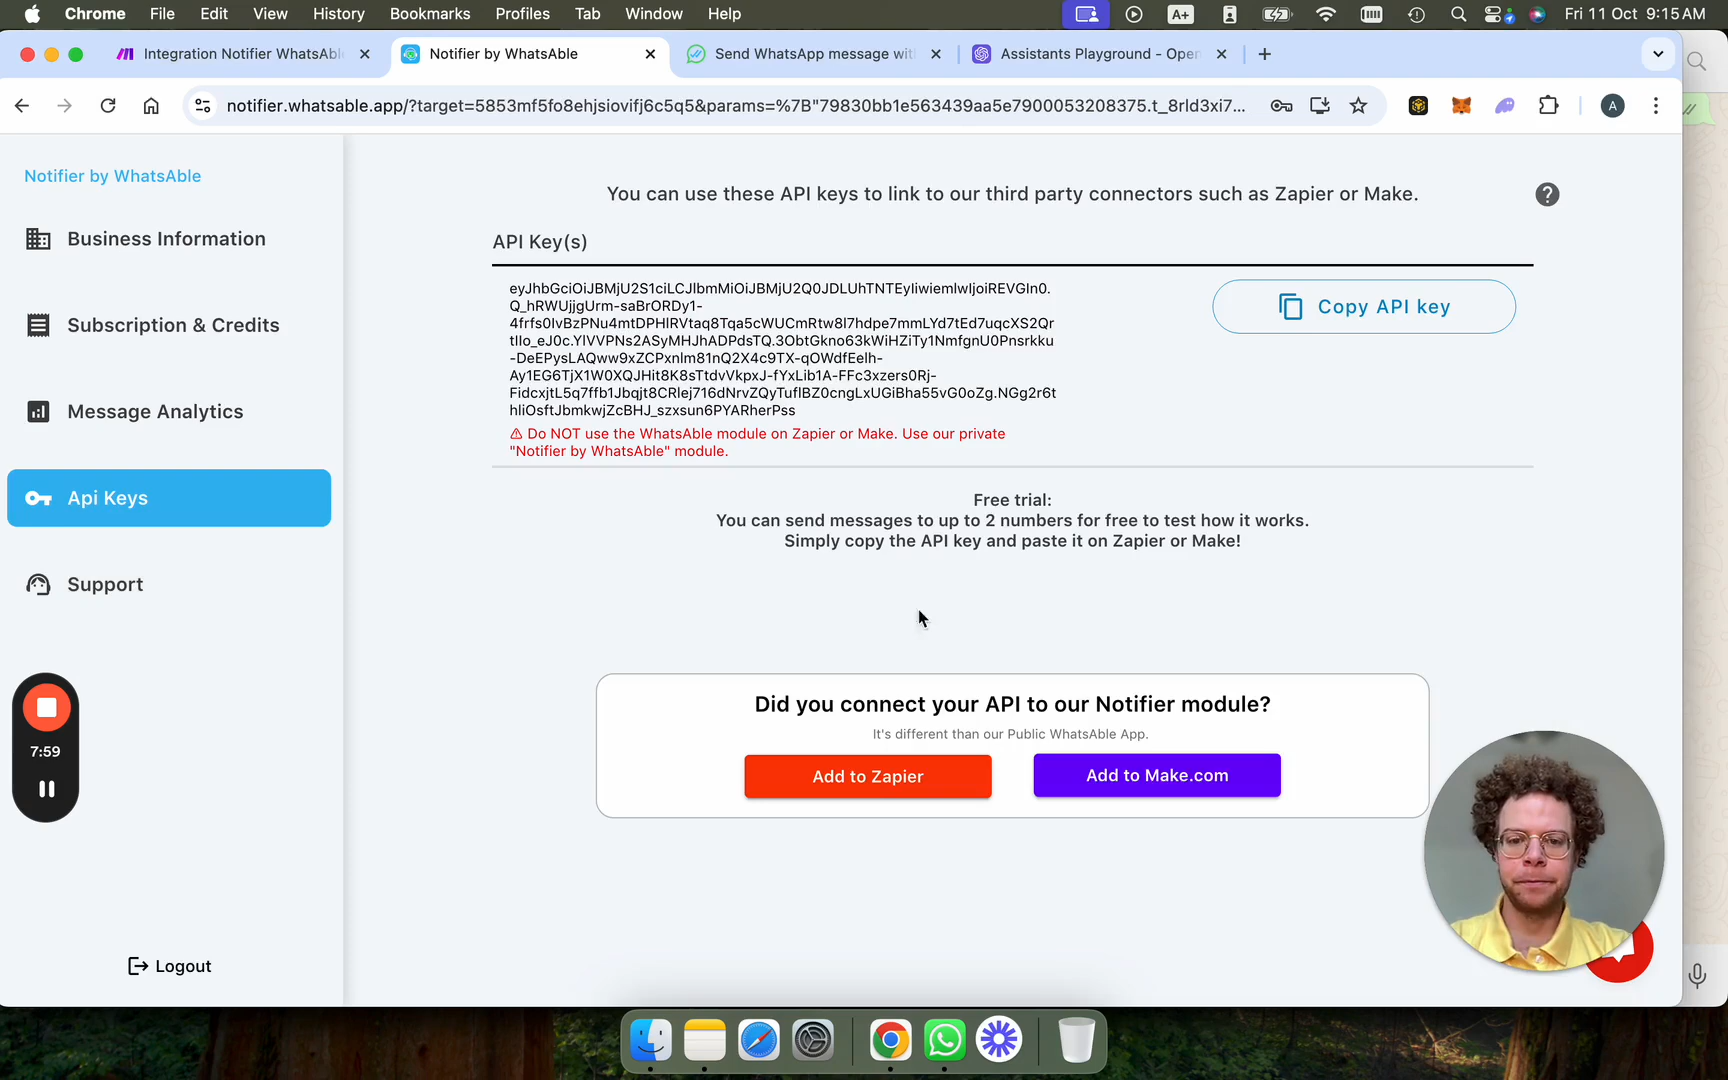 Chrome File Edit View History Bookmarks Profiles Tab Window Help
A+
Fri 11 Oct 9:15 AM
Integration Notifier WhatsAbl
Notifier by WhatsAble
Send WhatsApp message wit
Assistants Playground - Open
notifier.whatsable.app/?target=5853mf5fo8ehjsiovifj6c5q5&params=%7B"79830bb1e563439aa5e7900053208375.t_8rld3xi7...
A
Notifier by WhatsAble
Business Information
Subscription & Credits
Message Analytics
Api Keys
Support
7:59
Logout
You can use these API keys to link to our third party connectors such as Zapier or Make.
?
API Key(s)
eyJhbGciOiJBMjU2S1ciLCJlbmMiOiJBMjU2Q0JDLUhTNTEyIiwiemlwIjoiREVGIn0.
Q_hRWUjjgUrm-saBrORDy1-
4frfs0IvBzPNu4mtDPHIRVtaq8Tqa5cWUCmRtw8l7hdpe7mmLYd7tEd7uqcXS2Qr
tIIo_eJ0c.YlVVPNs2ASyMHJhADPdsTQ.3ObtGkno63kWiHZiTy1NmfgnU0Pnsrkku
-DeEPysLAQww9xZCPxnlm81nQ2X4c9TX-qOWdfEelh-
Ay1EG6TjX1W0XQJHit8K8sTtdvVkpxJ-fYxLib1A-FFc3xzers0Rj-
FidcxjtL5q7ffb1Jbqjt8CRlej716dNrvZQyTuflBZ0cngLxUGiBha55vG0oZg.NGg2r6t
hliOsftJbmkwjZcBHJ_szxsun6PYARherPss
Copy API key
Do NOT use the WhatsAble module on Zapier or Make. Use our private
"Notifier by WhatsAble" module.
Free trial:
You can send messages to up to 2 numbers for free to test how it works.
Simply copy the API key and paste it on Zapier or Make!
Did you connect your API to our Notifier module?
It's different than our Public WhatsAble App.
Add to Zapier
Add to Make.com